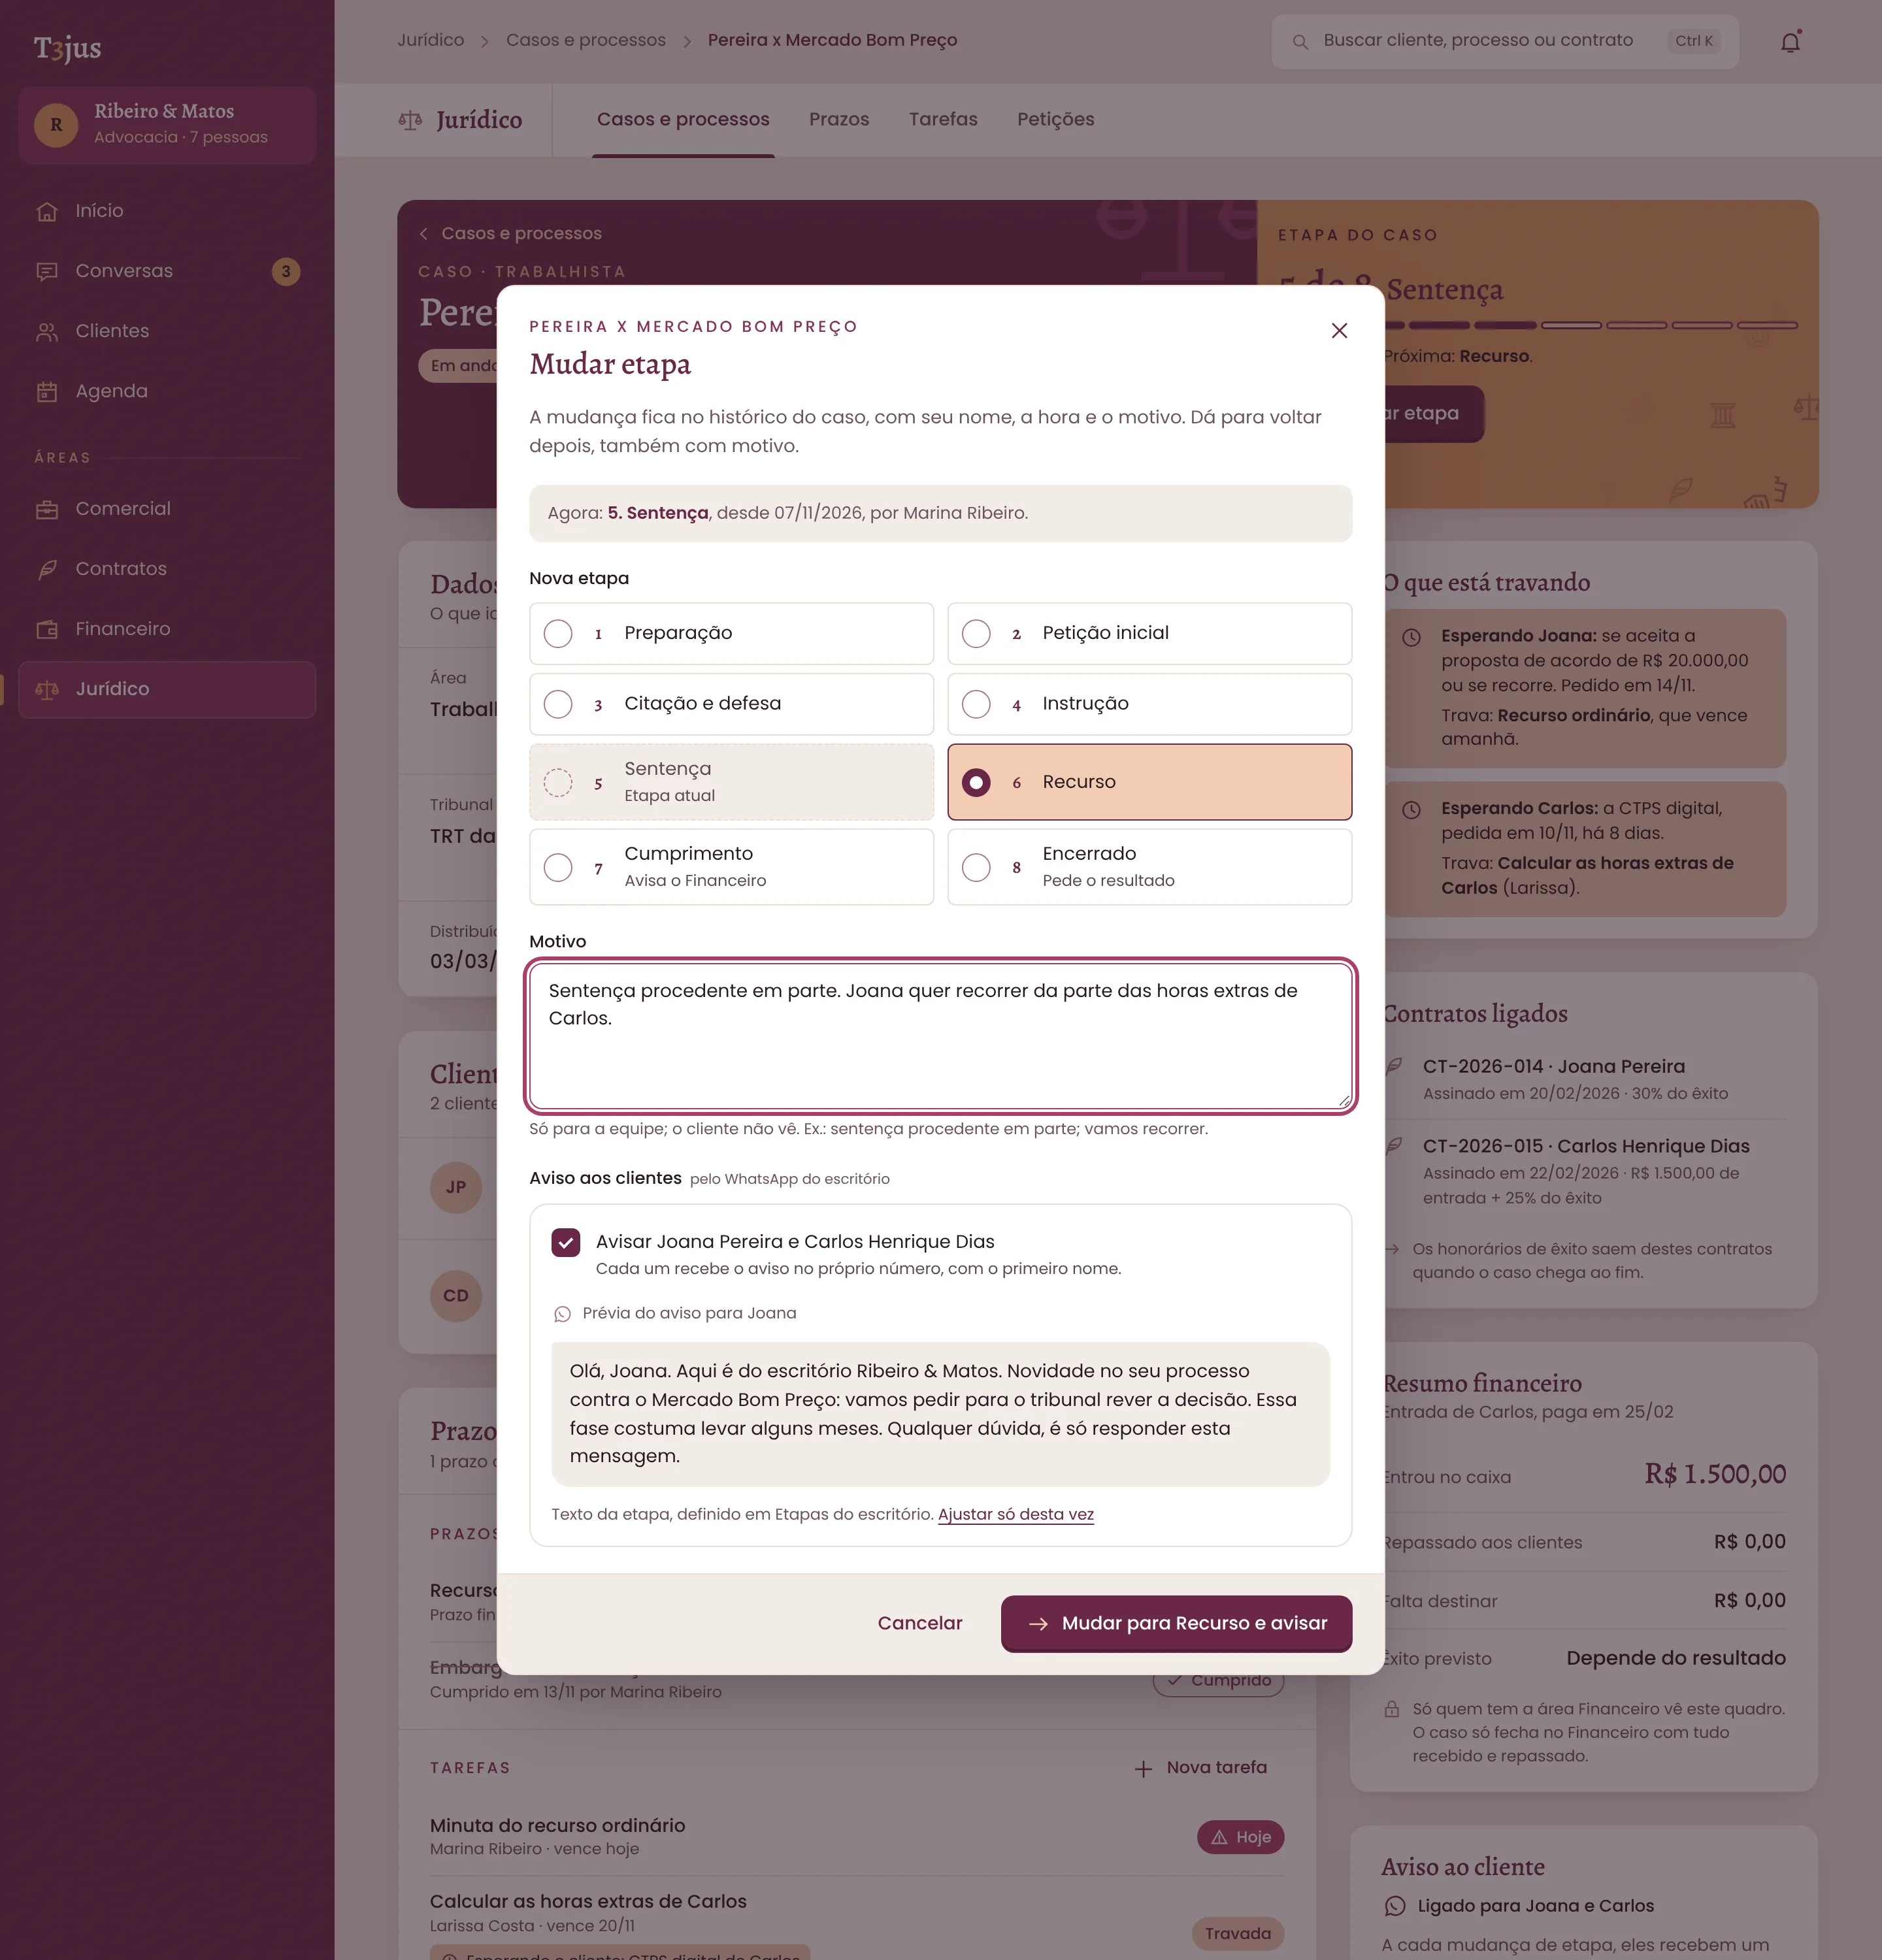 T3jus
R
Ribeiro & Matos
Advocacia · 7 pessoas
Início
Conversas
3
Clientes
Agenda
ÁREAS
Comercial
Contratos
Financeiro
Jurídico
Jurídico
Casos e processos
Pereira x Mercado Bom Preço
Buscar cliente, processo ou contrato
Ctrl K
Jurídico
Casos e processos
Prazos
Tarefas
Petições
Casos e processos
CASO · TRABALHISTA
Em
ETAPA DO CASO
Sentença
Próxima: Recurso.
etapa
PEREIRA X MERCADO BOM PREÇO
Mudar etapa
A mudança fica no histórico do caso, com seu nome, a hora e o motivo. Dá para voltar
depois, também com motivo.
Agora: 5. Sentença, desde 07/11/2026, por Marina Ribeiro.
Nova etapa
1 Preparação
2 Petição inicial
3 Citação e defesa
4 Instrução
5 Sentença
Etapa atual
6 Recurso
7 Cumprimento
Avisa o Financeiro
8 Encerrado
Pede o resultado
Motivo
Sentença procedente em parte. Joana quer recorrer da parte das horas extras de
Carlos.
Só para a equipe; o cliente não vê. Ex.: sentença procedente em parte; vamos recorrer.
Aviso aos clientes pelo WhatsApp do escritório
Avisar Joana Pereira e Carlos Henrique Dias
Cada um recebe o aviso no próprio número, com o primeiro nome.
Prévia do aviso para Joana
Olá, Joana. Aqui é do escritório Ribeiro & Matos. Novidade no seu processo
contra o Mercado Bom Preço: vamos pedir para o tribunal rever a decisão. Essa
fase costuma levar alguns meses. Qualquer dúvida, é só responder esta
mensagem.
Texto da etapa, definido em Etapas do escritório. Ajustar só desta vez
Cancelar
Mudar para Recurso e avisar
Dados
O que
Área
Tribunal
TRT da
03/03/
2
JP
CD
1 prazo
Prazo
Cumprido em 13/11 por Marina Ribeiro
Cumprido
TAREFAS
Nova tarefa
Minuta do recurso ordinário
Marina Ribeiro · vence hoje
Hoje
Calcular as horas extras de Carlos
Larissa Costa · vence 20/11
Travada
Esperando o cliente: CTPS digital de Carlos
O que está travando
Esperando Joana: se aceita a
proposta de acordo de R$ 20.000,00
ou se recorre. Pedido em 14/11.
Trava: Recurso ordinário, que vence
amanhã.
Esperando Carlos: a CTPS digital,
pedida em 10/11, há 8 dias.
Trava: Calcular as horas extras de
Carlos (Larissa).
Contratos ligados
CT-2026-014 · Joana Pereira
Assinado em 20/02/2026 · 30% do êxito
CT-2026-015 · Carlos Henrique Dias
Assinado em 22/02/2026 · R$ 1.500,00 de
entrada + 25% do êxito
Os honorários de êxito saem destes contratos
quando o caso chega ao fim.
Resumo financeiro
Entrada de Carlos, paga em 25/02
Entrou no caixa
R$ 1.500,00
Repassado aos clientes
R$ 0,00
Falta destinar
R$ 0,00
Êxito previsto
Depende do resultado
Só quem tem a área Financeiro vê este quadro.
O caso só fecha no Financeiro com tudo
recebido e repassado.
Aviso ao cliente
Ligado para Joana e Carlos
A cada mudança de etapa, eles recebem um